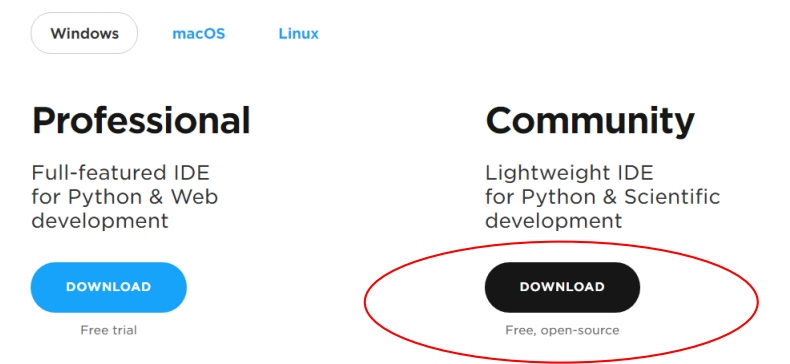 Windows macOS Linux
Professional
Full-featured IDE
for Python & Web
development
DOWNLOAD
Free trial
Community
Lightweight IDE
for Python & Scientific
development
DOWNLOAD
Free, open-source